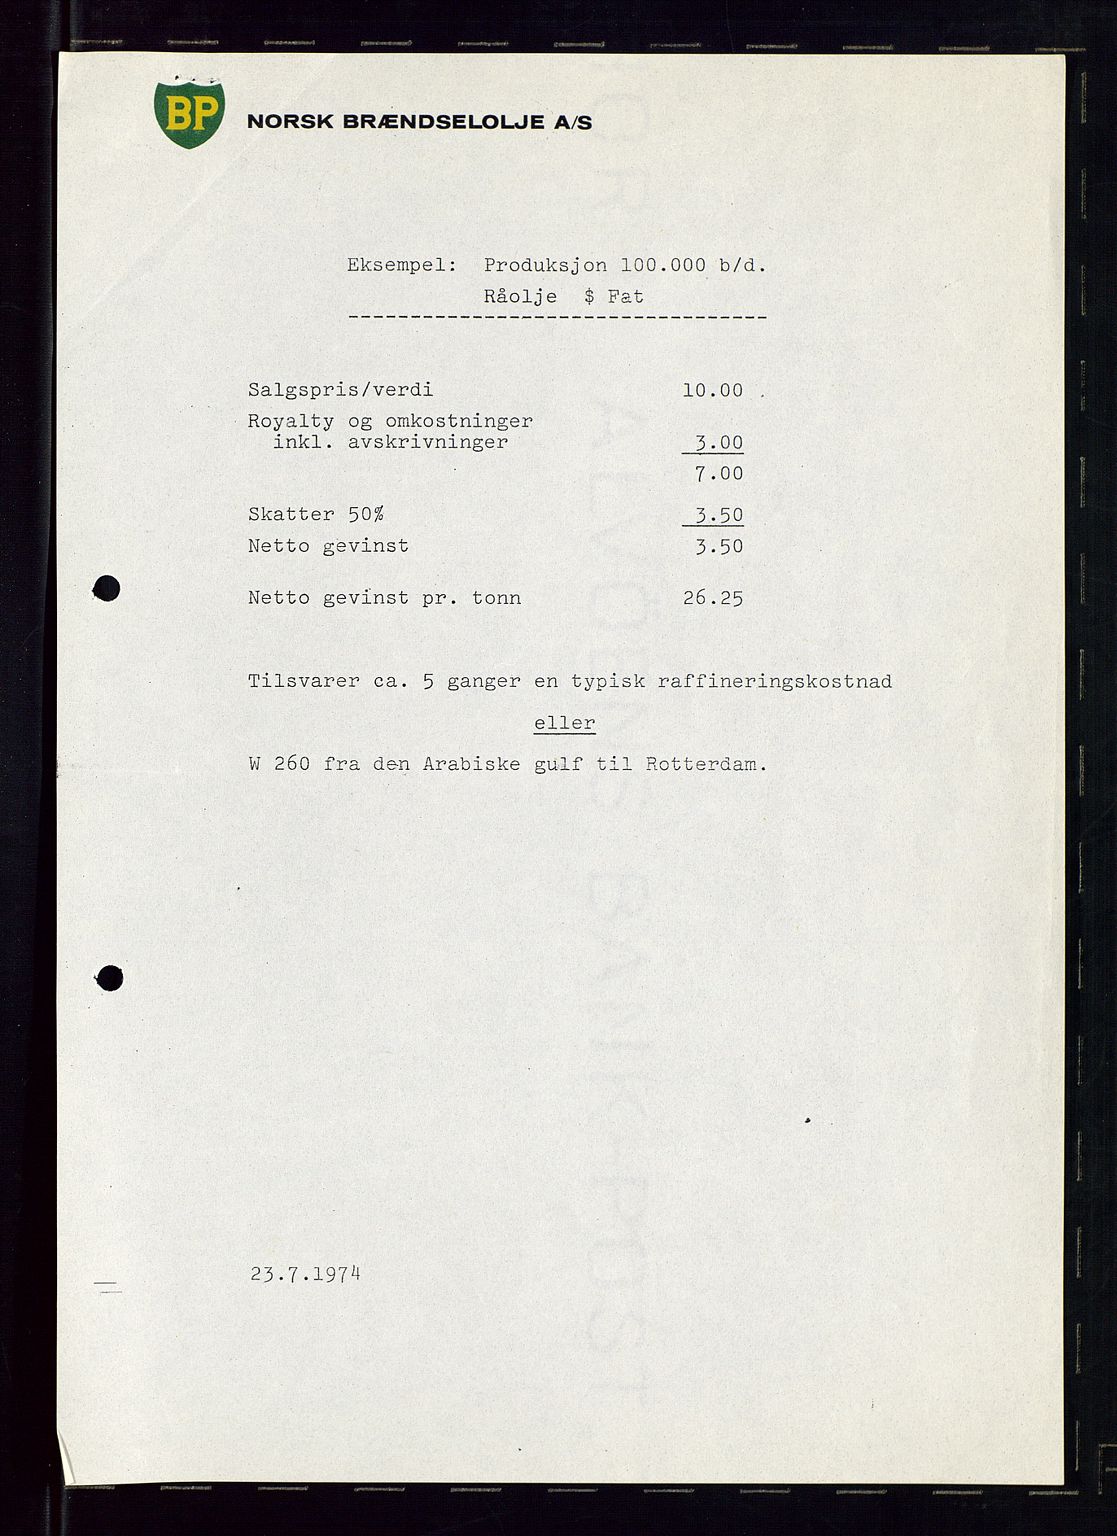 BP NORSK BRÆNDSELOLJE A/S
Eksempel: Produksjon 100.000 b/d.
Råolje $ Fat
Salgspris/verdi 10.00
Royalty og omkostninger
inkl. avskrivninger 3.00
7.00
Skatter 50% 3.50
Netto gevinst 3.50
Netto gevinst pr. tonn 26.25
Tilsvarer ca. 5 ganger en typisk raffineringskostnad
eller
W 260 fra den Arabiske gulf til Rotterdam.
23.7.1974